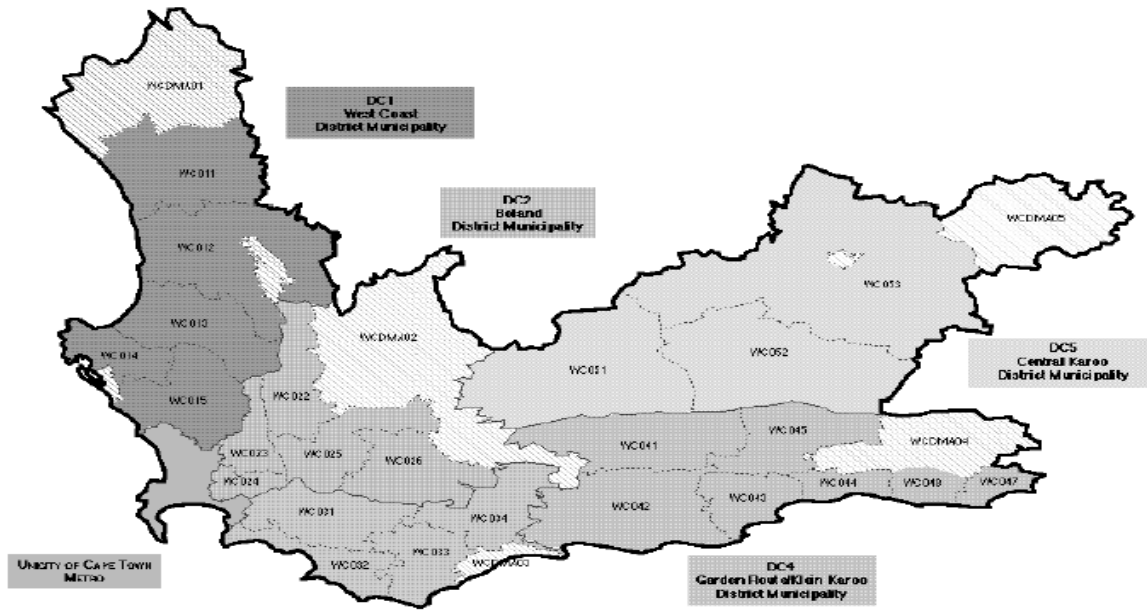 WCDMA01
DC1
West Coast
District Municipality
WC011
DC2
Boland
District Municipality
WCDMA05
WC012
WC053
WC013
WCDMA02
WC014
WC052
DC5
Central Karoo
District Municipality
WC051
WC015
WC022
WC041
WC045
WCDMA04
WC023
WC025
WC026
WC024
WC044
WC048
WC047
WC042
WC043
WC031
WC034
WC033
WC032
WCDMA03
UNICITY OF CAPE TOWN
METRO
DC4
Garden Route/Klein Karoo
District Municipality